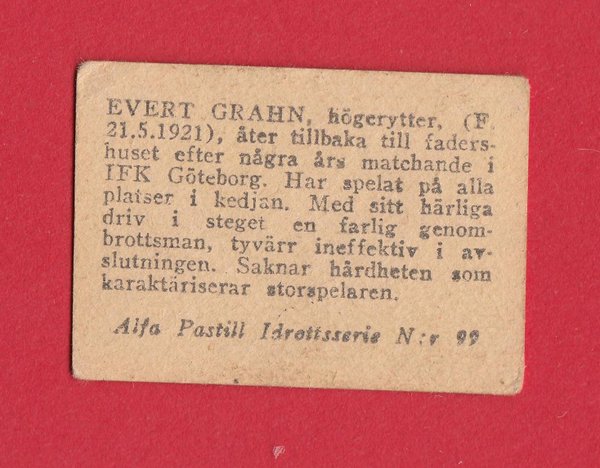 EVERT GRAHN, högerytter, (F.
21.5.1921), åter tillbaka till faders-
huset efter några års matchande i
IFK Göteborg. Har spelat på alla
platser i kedjan. Med sitt härliga
driv i steget en farlig genom-
brottsman, tyvärr ineffektiv i av-
slutningen. Saknar hårdheten som
karaktäriserar storspelaren.
Alfa Pastill Idrottsserie N:r 99